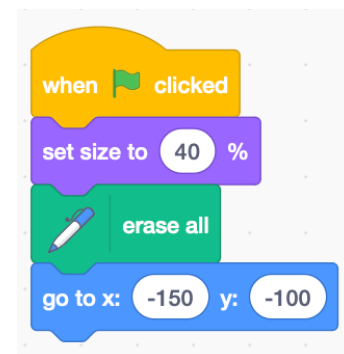 when clicked
set size to 40 %
erase all
go to x: -150 y: -100